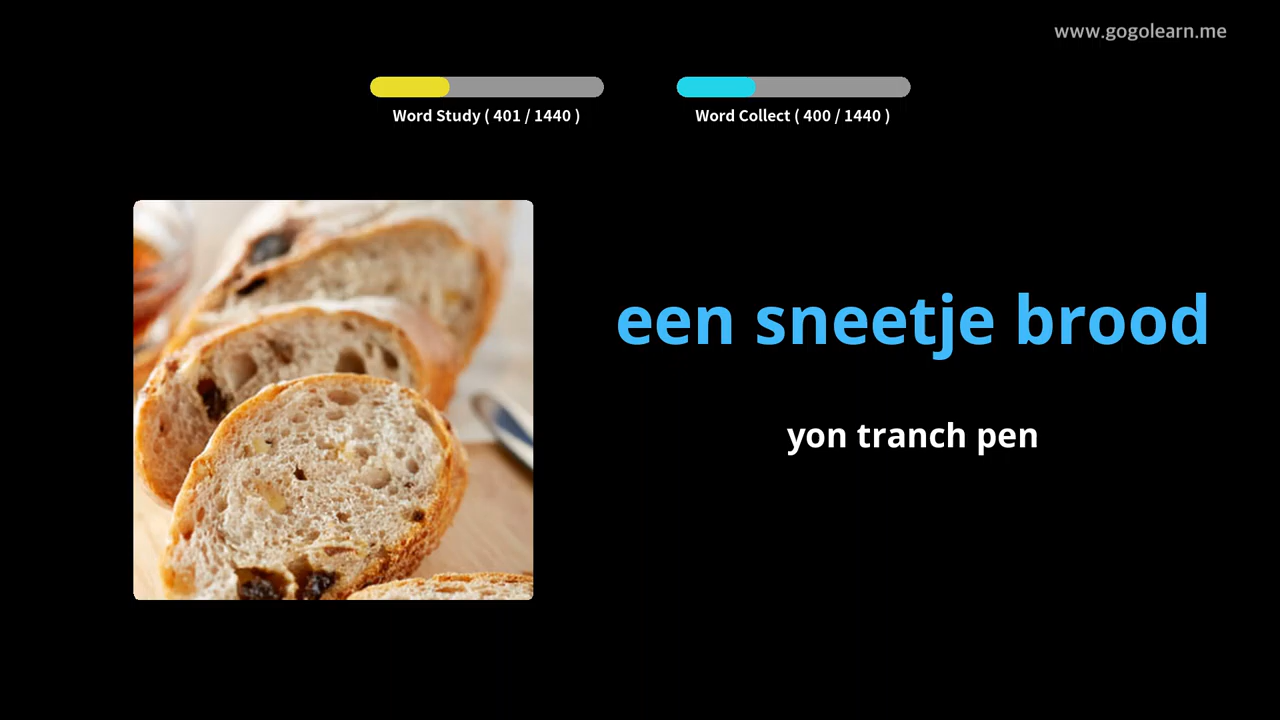 www.gogolearn.me
Word Study ( 401 / 1440 )
Word Collect ( 400 / 1440 )
een sneetje brood
yon tranch pen